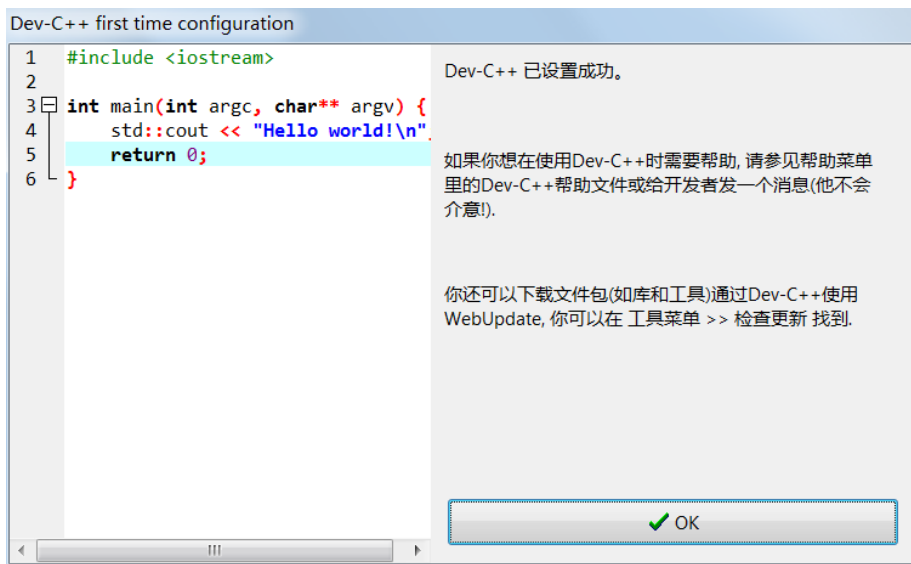 Dev-C++ first time configuration
1 #include <iostream>
2
3 int main(int argc, char** argv) {
4 std::cout << "Hello world!\n"
5 return 0;
6 }
Dev-C++ 已设置成功。
如果你想在使用Dev-C++时需要帮助, 请参见帮助菜单
里的Dev-C++帮助文件或给开发者发一个消息(他不会
介意!).
你还可以下载文件包(如库和工具)通过Dev-C++使用
WebUpdate, 你可以在 工具菜单 >> 检查更新 找到.
OK